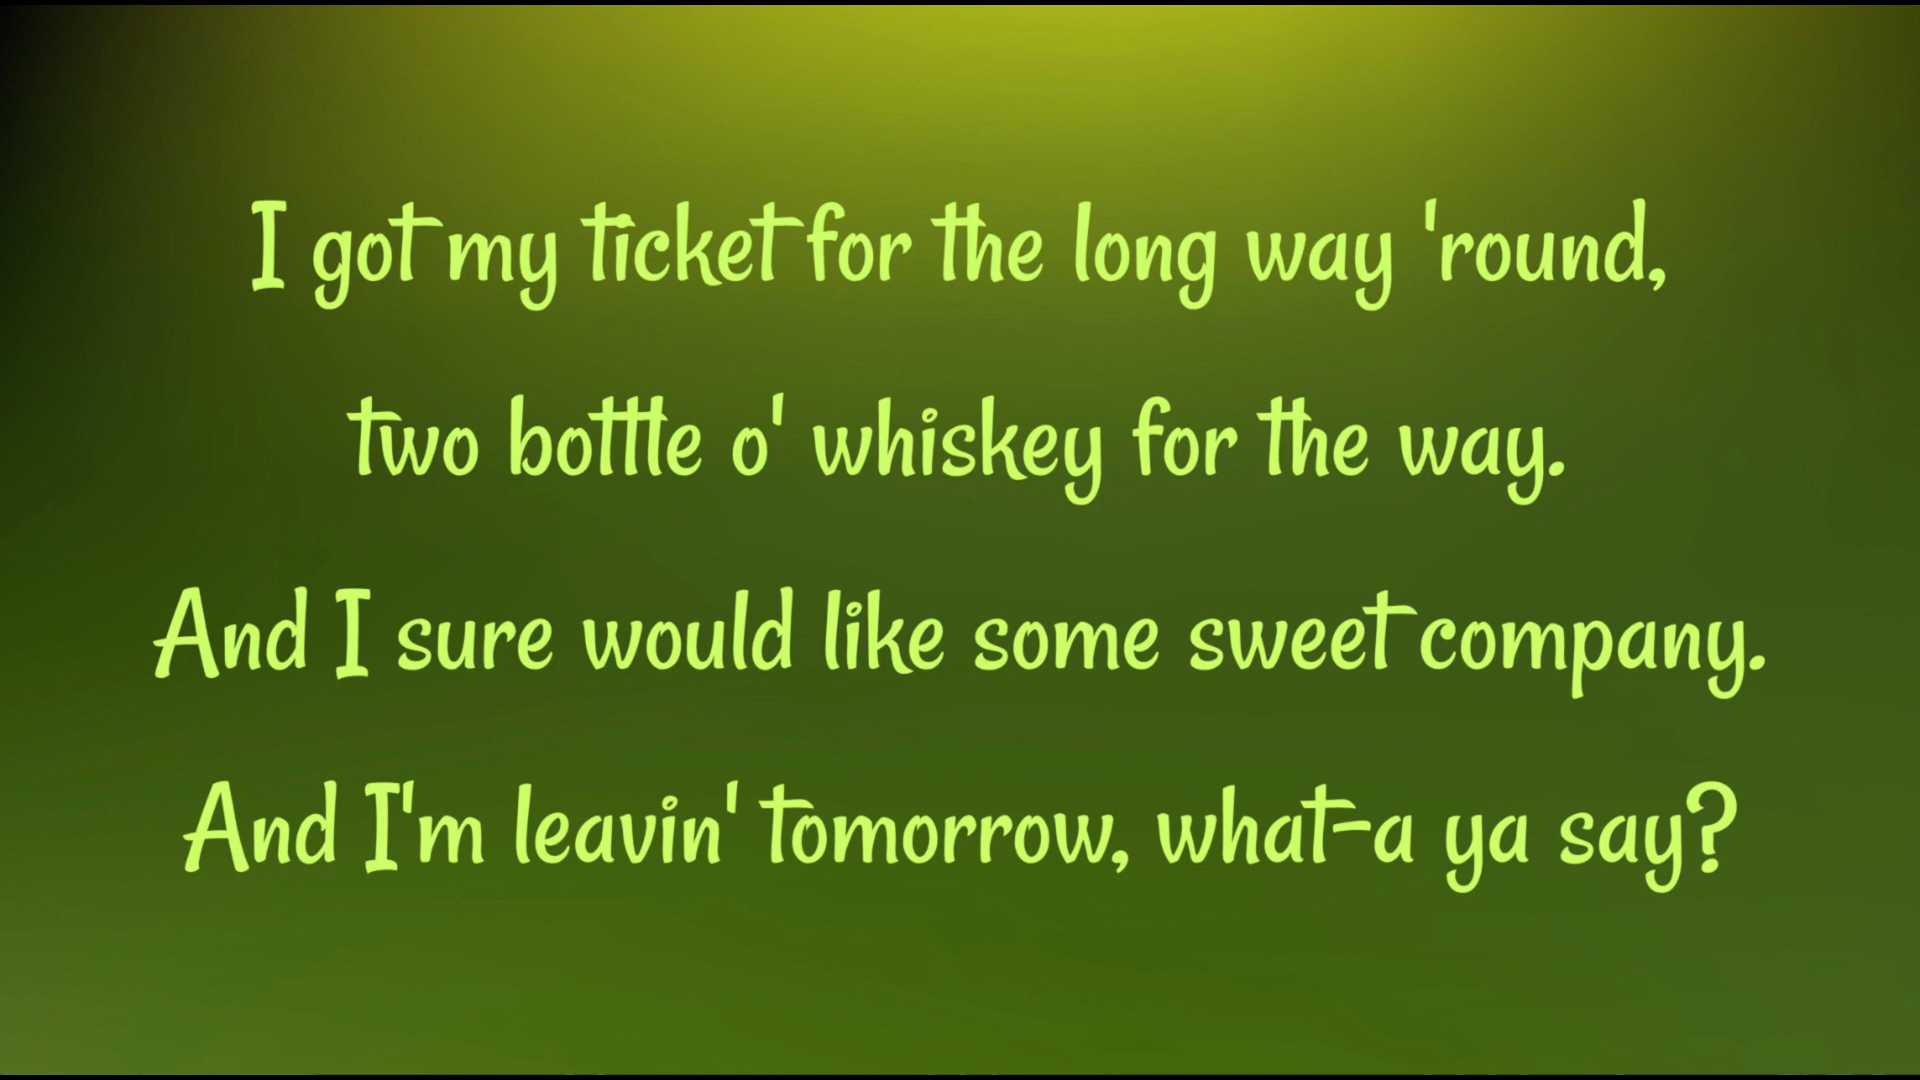 I got my ticket for the long way 'round,
two bottle o' whiskey for the way.
And I sure would like some sweet company.
And I'm leavin' tomorrow, what-a ya say?